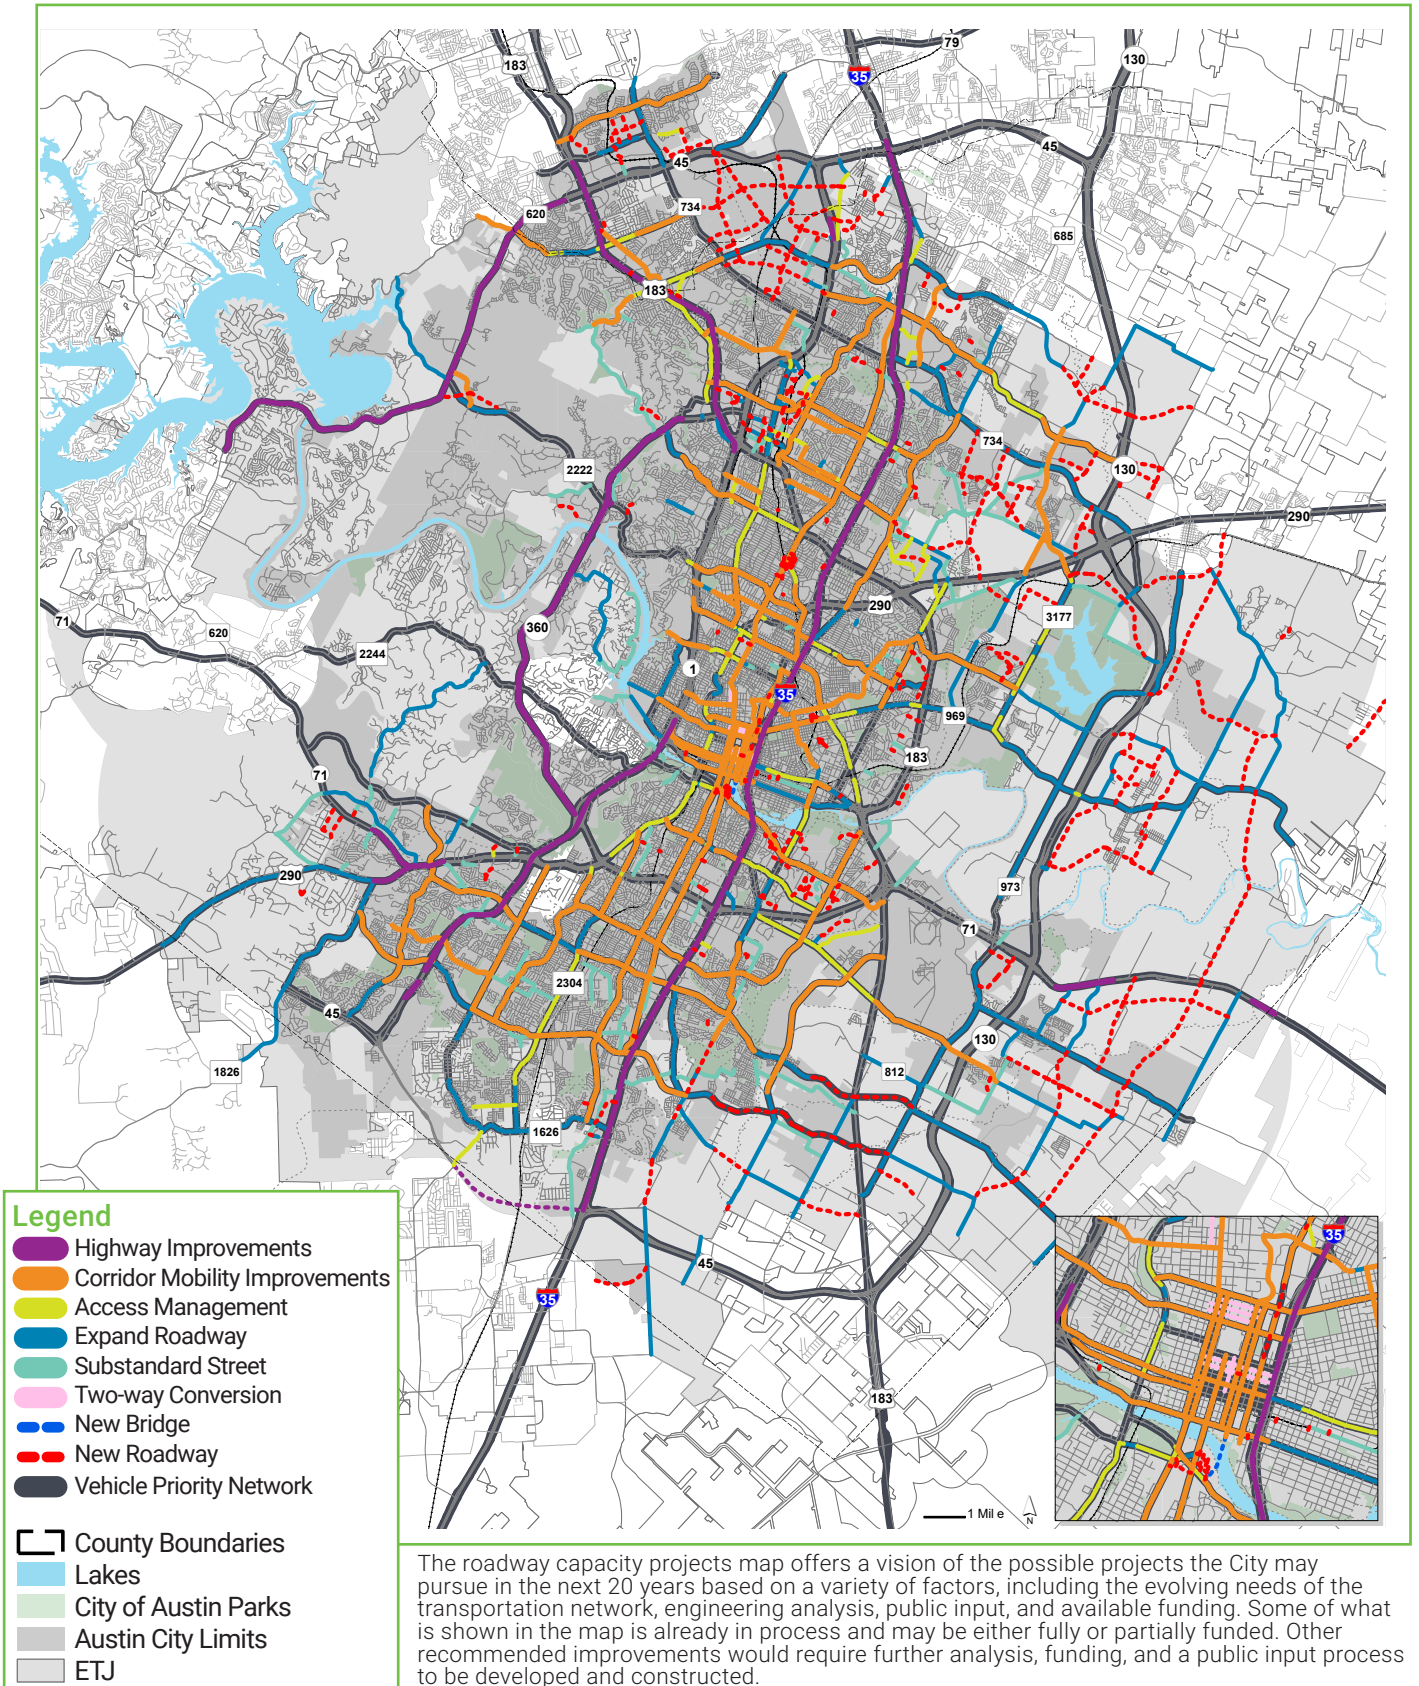 79
183
35
130
45
45
734
620
685
183
734
2222
130
290
290
71
620
3177
360
2244
1
35
969
183
71
290
973
71
2304
45
130
812
1826
1626
45
35
183
35
1 Mile
N
Legend
Highway Improvements
Corridor Mobility Improvements
Access Management
Expand Roadway
Substandard Street
Two-way Conversion
New Bridge
New Roadway
Vehicle Priority Network
County Boundaries
Lakes
City of Austin Parks
Austin City Limits
ETJ
The roadway capacity projects map offers a vision of the possible projects the City may
pursue in the next 20 years based on a variety of factors, including the evolving needs of the
transportation network, engineering analysis, public input, and available funding. Some of what
is shown in the map is already in process and may be either fully or partially funded. Other
recommended improvements would require further analysis, funding, and a public input process
to be developed and constructed.